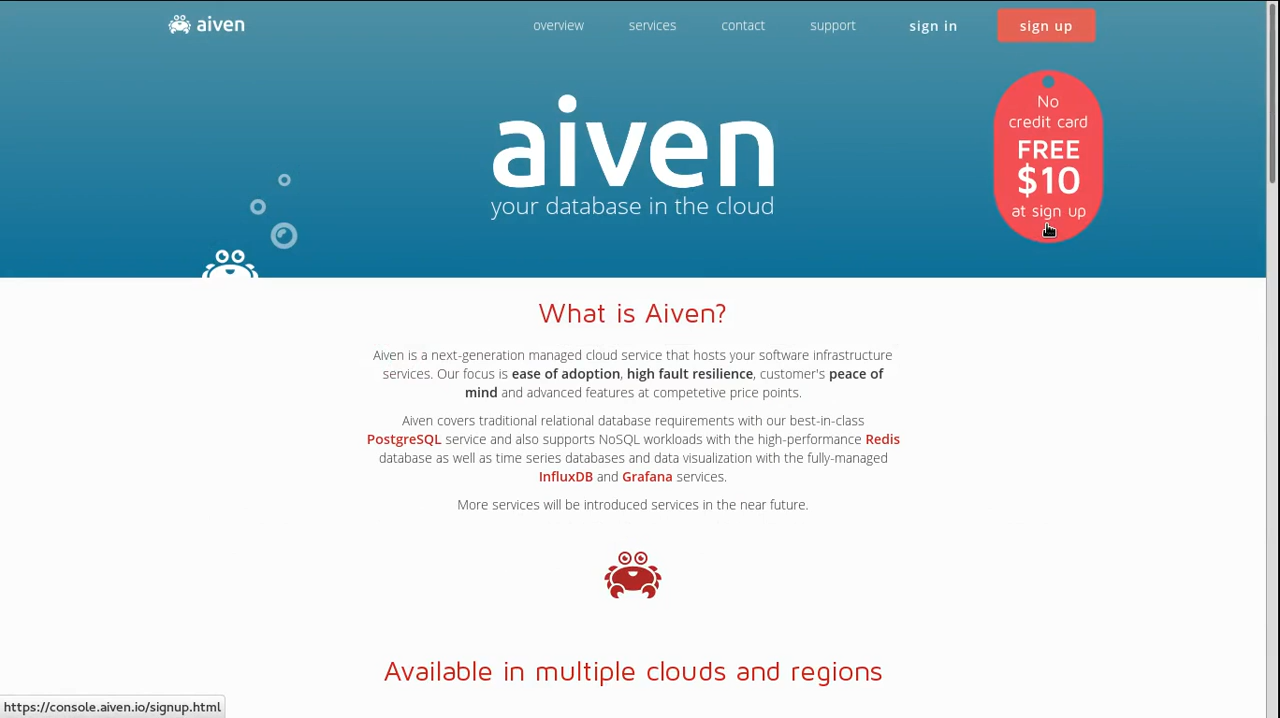 aiven
overview
services
contact
support
sign in
sign up
No
credit card
FREE
$10
at sign up
aiven
your database in the cloud
What is Aiven?
Aiven is a next-generation managed cloud service that hosts your software infrastructure
services. Our focus is ease of adoption, high fault resilience, customer's peace of
mind and advanced features at competetive price points.
Aiven covers traditional relational database requirements with our best-in-class
PostgreSQL service and also supports NoSQL workloads with the high-performance Redis
database as well as time series databases and data visualization with the fully-managed
InfluxDB and Grafana services.
More services will be introduced services in the near future.
Available in multiple clouds and regions
https://console.aiven.io/signup.html